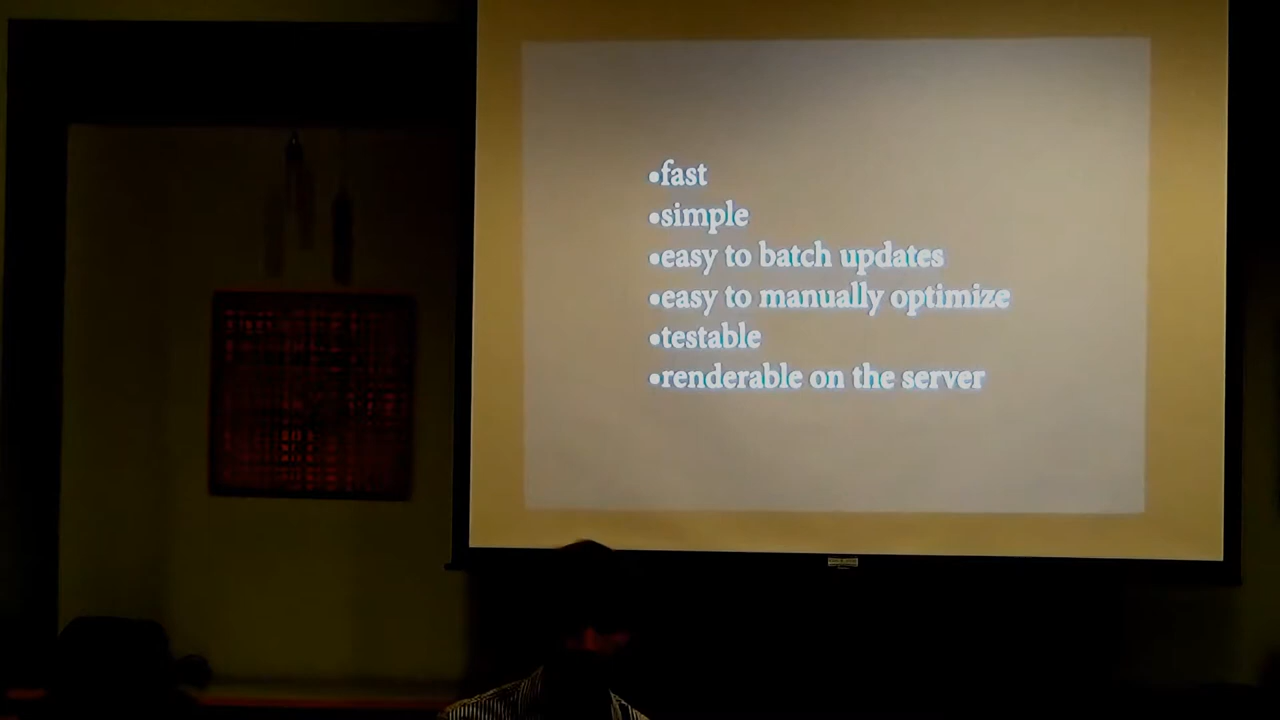 •fast
•simple
•easy to batch updates
•easy to manually optimize
•testable
•renderable on the server